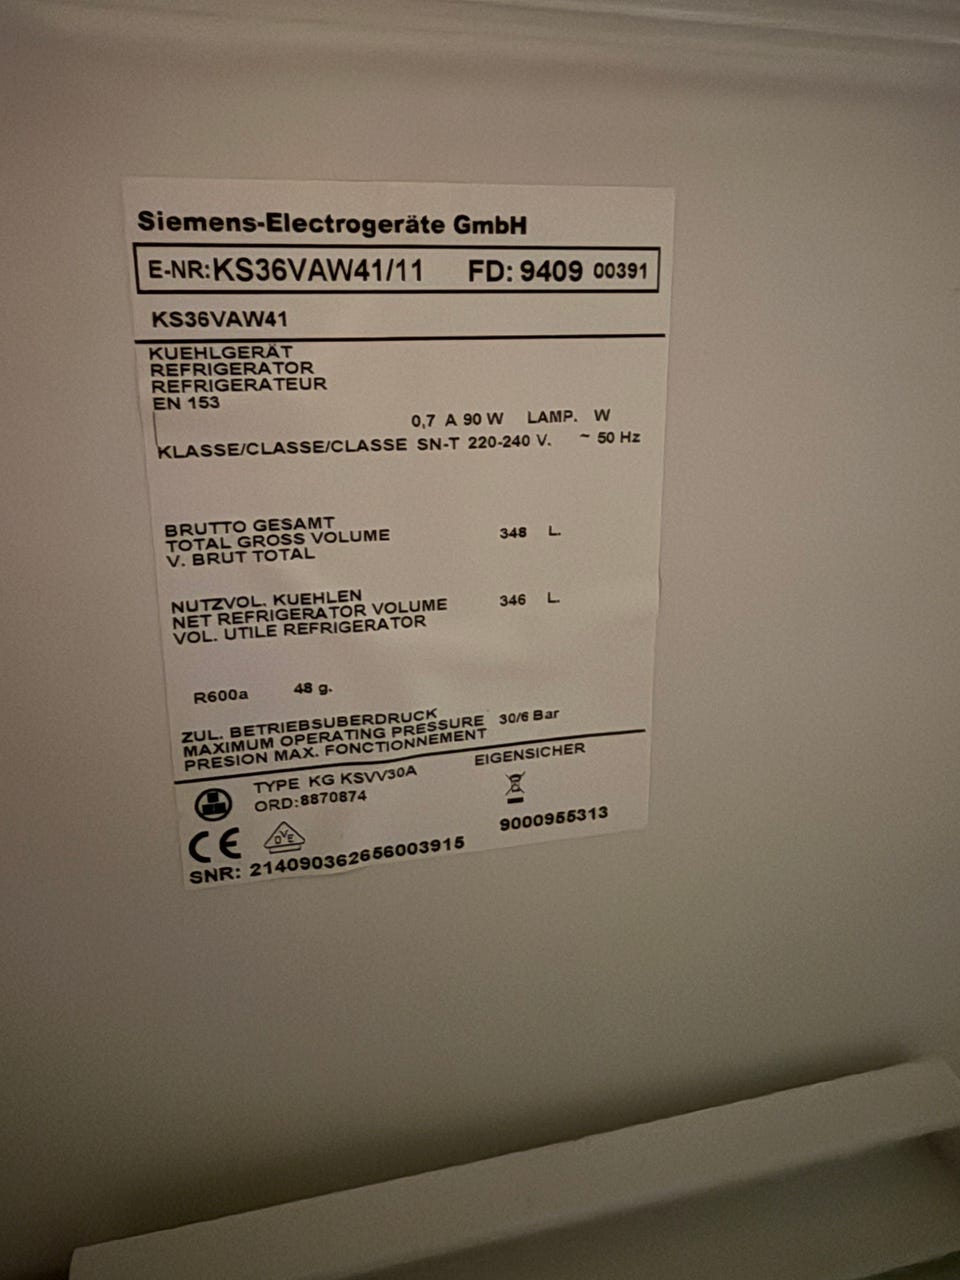 Siemens-Electrogeräte GmbH
E-NR:KS36VAW41/11 FD: 9409 00391
KS36VAW41
KUEHLGERÄT
REFRIGERATOR
REFRIGERATEUR
EN 153
0,7 A 90 W LAMP. W
KLASSE/CLASSE/CLASSE SN-T 220-240 V. ~ 50 Hz
BRUTTO GESAMT
TOTAL GROSS VOLUME 348 L.
V. BRUT TOTAL
NUTZVOL. KUEHLEN
NET REFRIGERATOR VOLUME 346 L.
VOL. UTILE REFRIGERATOR
R600a 48 g.
ZUL. BETRIEBSUBERDRUCK
MAXIMUM OPERATING PRESSURE 30/6 Bar
PRESION MAX. FONCTIONNEMENT
TYPE KG KSVV30A EIGENSICHER
ORD:8870874
CE DVE 9000955313
SNR: 214090362656003915